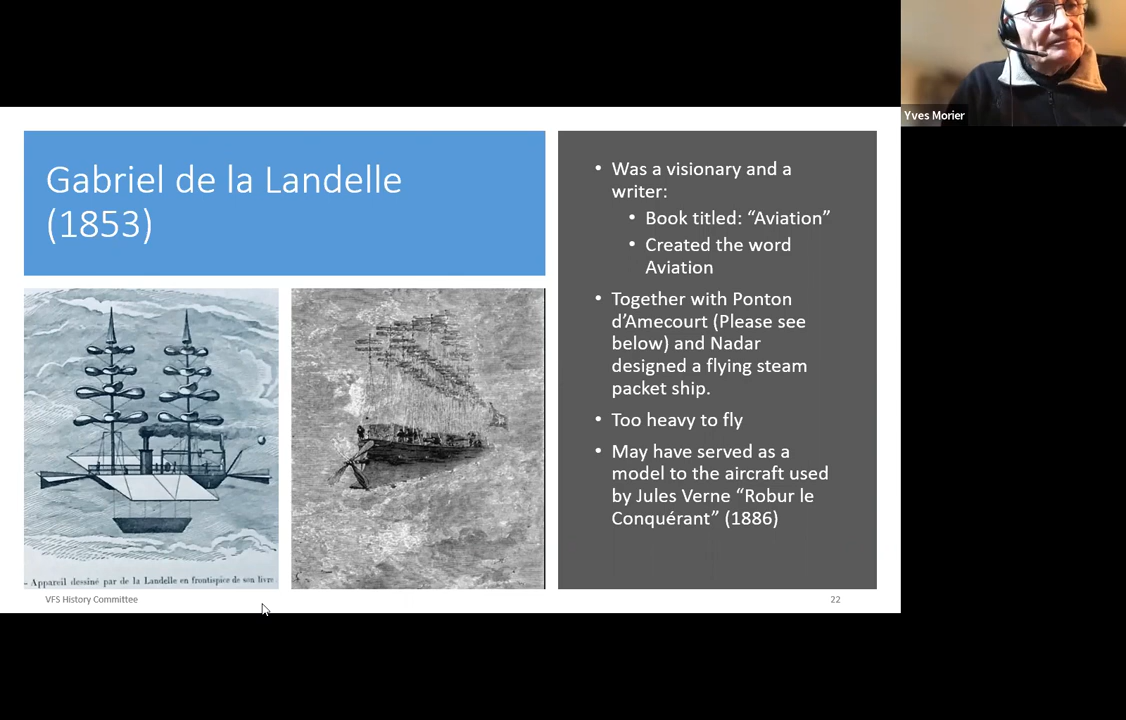 Yves Morier
Gabriel de la Landelle
(1853)
• Was a visionary and a
writer:
• Book titled: “Aviation”
• Created the word
Aviation
• Together with Ponton
d’Amecourt (Please see
below) and Nadar
designed a flying steam
packet ship.
• Too heavy to fly
• May have served as a
model to the aircraft used
by Jules Verne “Robur le
Conquérant” (1886)
- Appareil dessiné par de la Landelle en frontispice de son livre
VFS History Committee
22